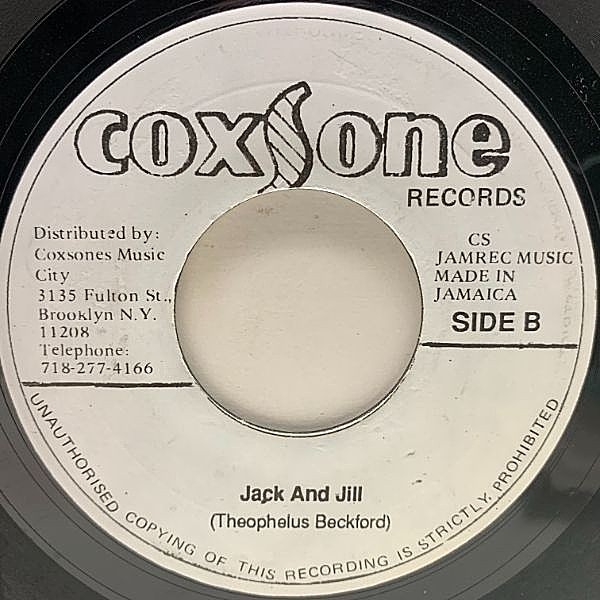 coxsone
RECORDS
Distributed by:
Coxsones Music
City
3135 Fulton St.,
Brooklyn N.Y.
11208
Telephone:
718-277-4166
CS
JAMREC MUSIC
MADE IN
JAMAICA
SIDE B
Jack And Jill
(Theophelus Beckford)
UNAUTHORISED COPYING OF THIS RECORDING IS STRICTLY PROHIBITED